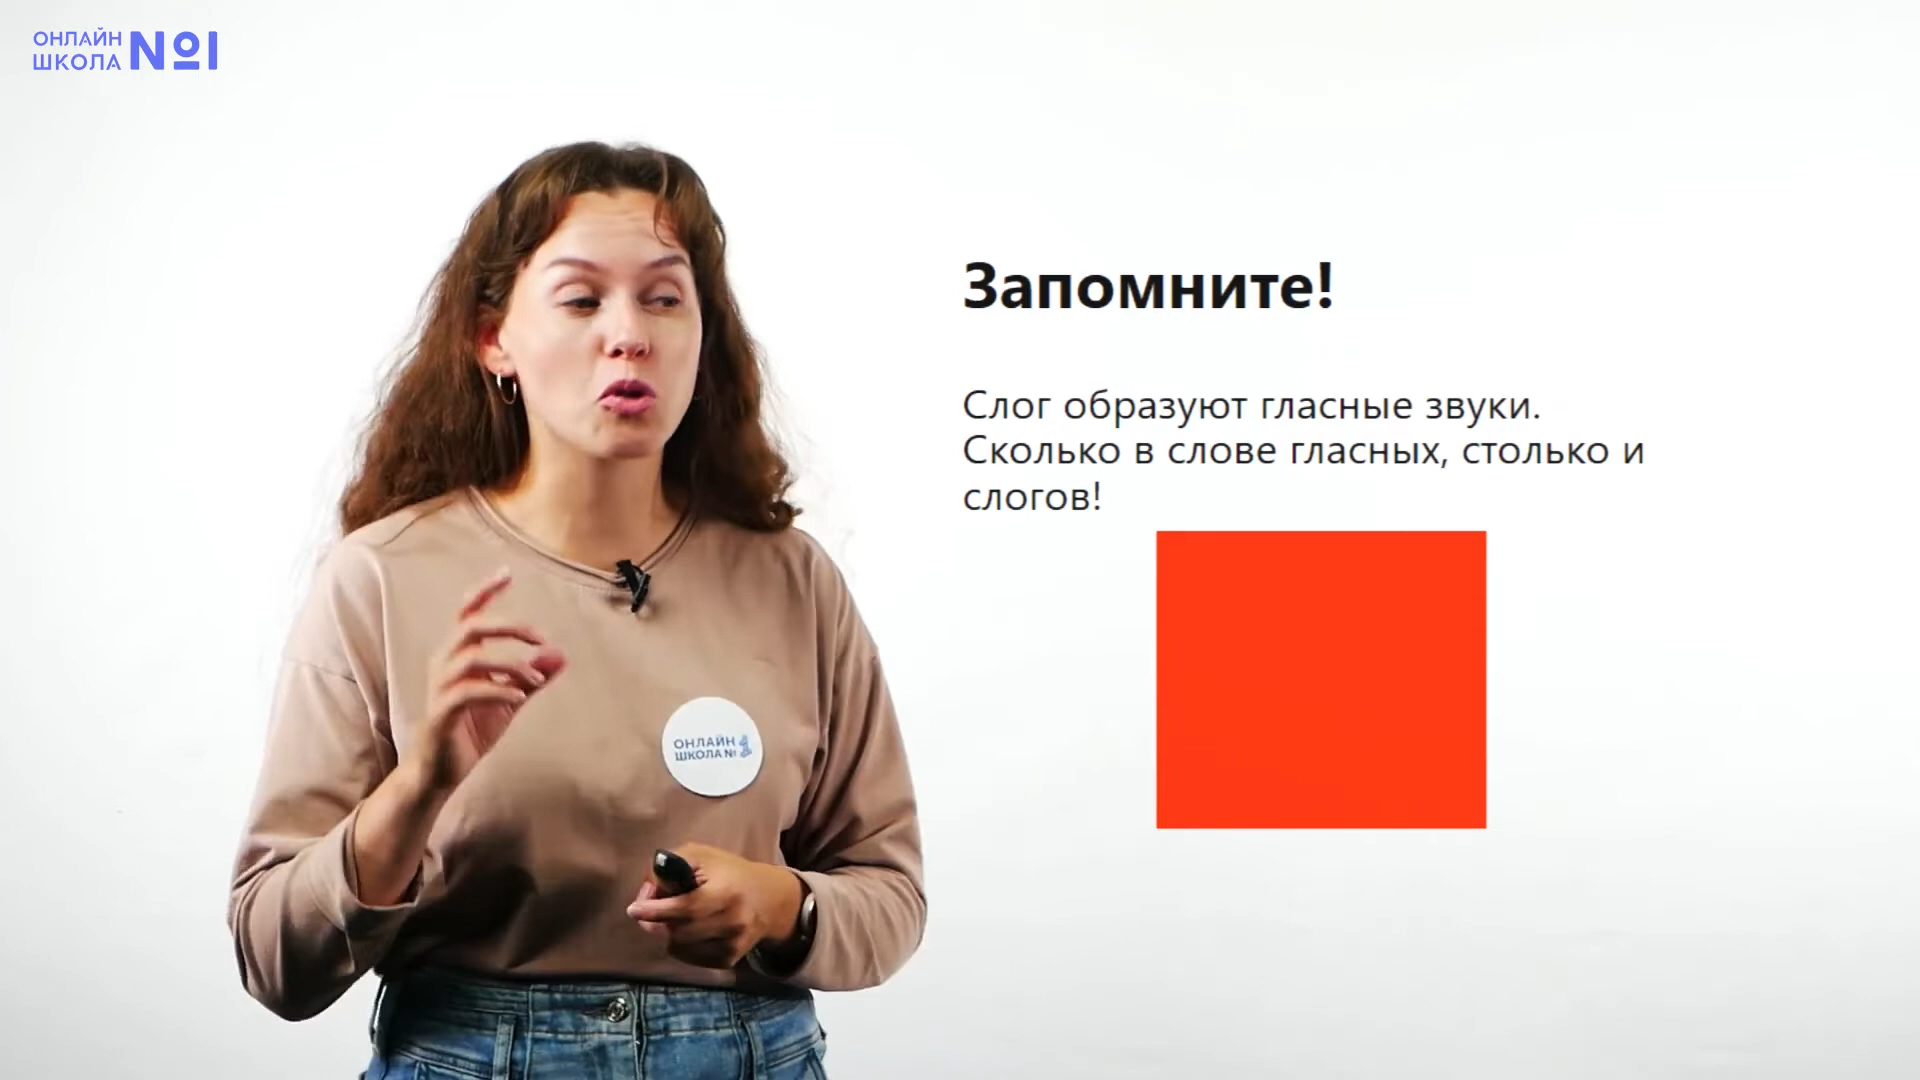 ОНЛАЙН
ШКОЛА №1
Запомните!
Слог образуют гласные звуки.
Сколько в слове гласных, столько и
слогов!
ОНЛАЙН
ШКОЛА №1